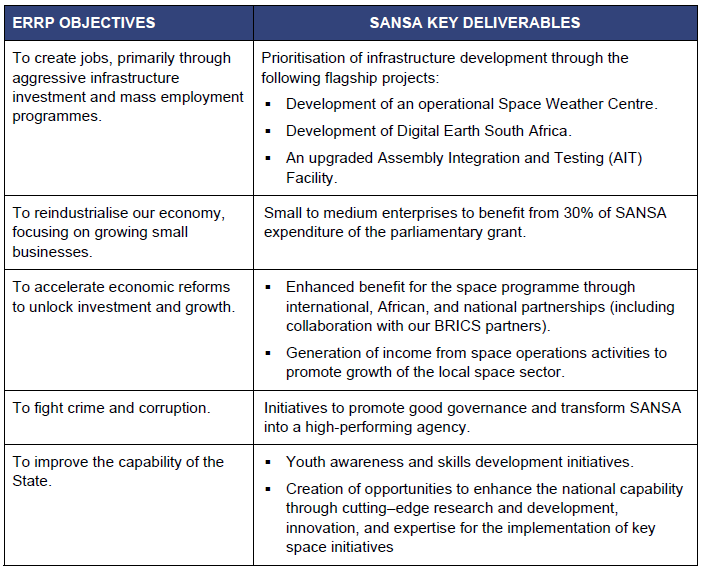 ERRP OBJECTIVES
SANSA KEY DELIVERABLES
To create jobs, primarily through
aggressive infrastructure
investment and mass employment
programmes.
Prioritisation of infrastructure development through the
following flagship projects:
▪ Development of an operational Space Weather Centre.
▪ Development of Digital Earth South Africa.
▪ An upgraded Assembly Integration and Testing (AIT)
Facility.
To reindustrialise our economy,
focusing on growing small
businesses.
Small to medium enterprises to benefit from 30% of SANSA
expenditure of the parliamentary grant.
To accelerate economic reforms
to unlock investment and growth.
▪ Enhanced benefit for the space programme through
international, African, and national partnerships (including
collaboration with our BRICS partners).
▪ Generation of income from space operations activities to
promote growth of the local space sector.
To fight crime and corruption.
Initiatives to promote good governance and transform SANSA
into a high-performing agency.
To improve the capability of the
State.
▪ Youth awareness and skills development initiatives.
▪ Creation of opportunities to enhance the national capability
through cutting–edge research and development,
innovation, and expertise for the implementation of key
space initiatives